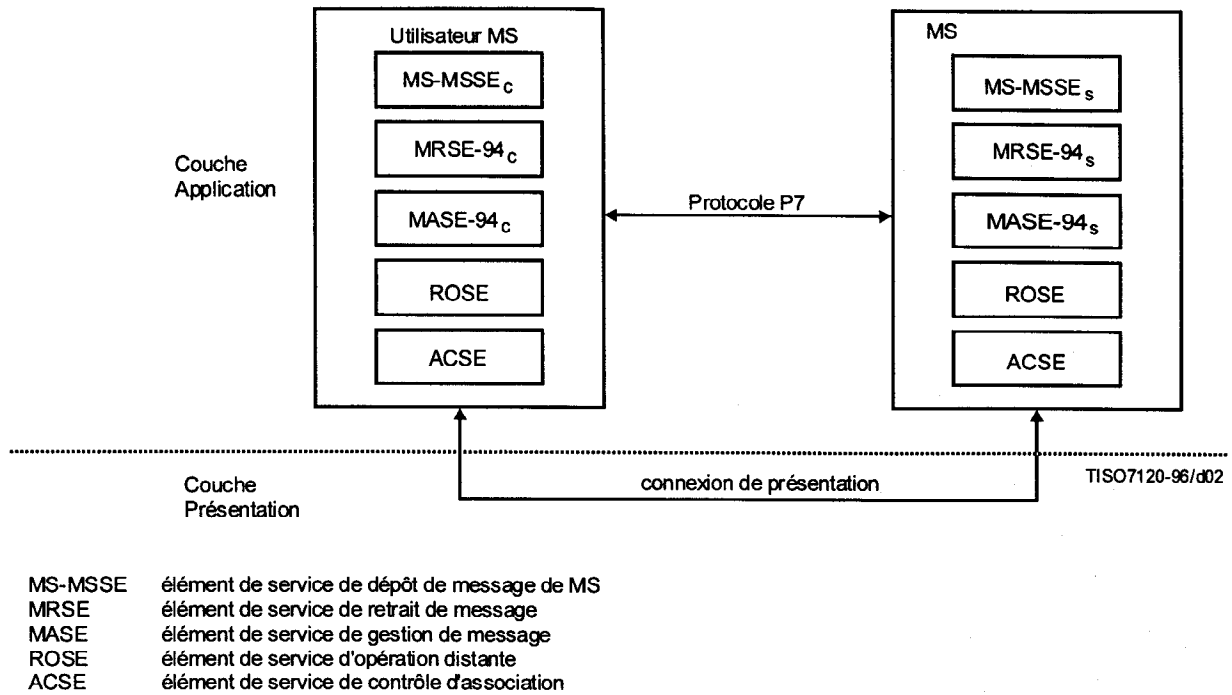 Utilisateur MS
MS
MS-MSSEc
MS-MSSEs
MRSE-94c
MRSE-94s
Couche
Application
Protocole P7
MASE-94c
MASE-94s
ROSE
ROSE
ACSE
ACSE
Couche
Présentation
connexion de présentation
TISO7120-96/d02
MS-MSSE élément de service de dépôt de message de MS
MRSE élément de service de retrait de message
MASE élément de service de gestion de message
ROSE élément de service d'opération distante
ACSE élément de service de contrôle d'association